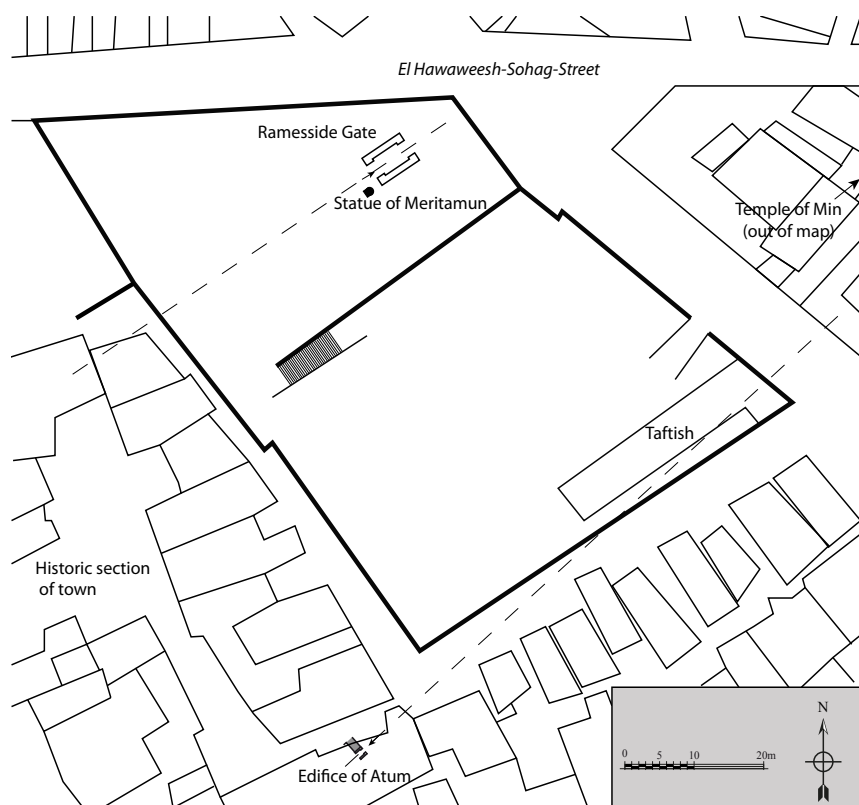 El Hawaweesh-Sohag-Street
Ramesside Gate
Statue of Meritamun
Temple of Min
(out of map)
Taftish
Historic section
of town
Edifice of Atum
N
0 10 20m